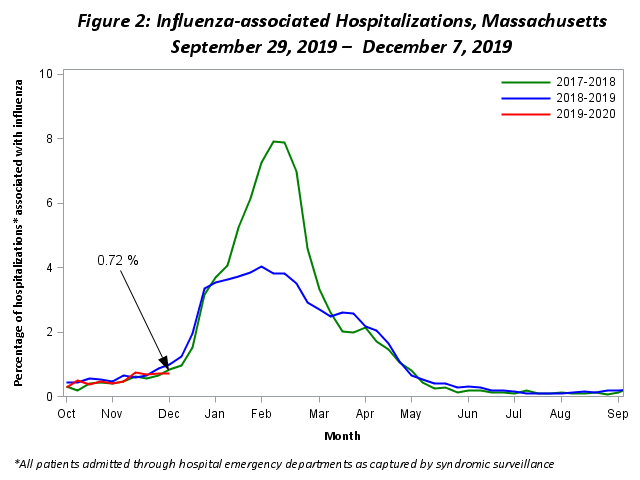 Figure 2: Influenza-associated Hospitalizations, Massachusetts
September 29, 2019 – December 7, 2019
Percentage of hospitalizations* associated with influenza
10
8
6
4
2
0
2017-2018
2018-2019
2019-2020
0.72 %
Oct Nov Dec Jan Feb Mar Apr May Jun Jul Aug Sep
Month
*All patients admitted through hospital emergency departments as captured by syndromic surveillance